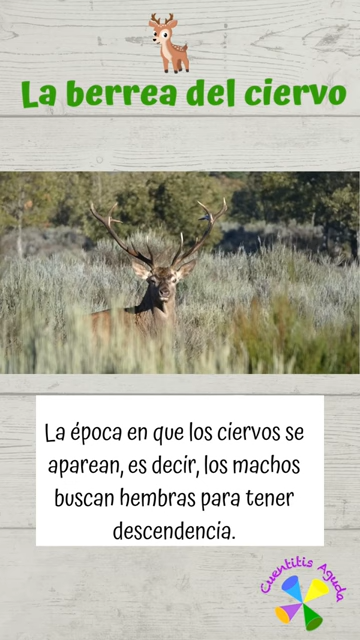 La berrea del ciervo
La época en que los ciervos se
aparean, es decir, los machos
buscan hembras para tener
descendencia.
Cuentitis Aguda